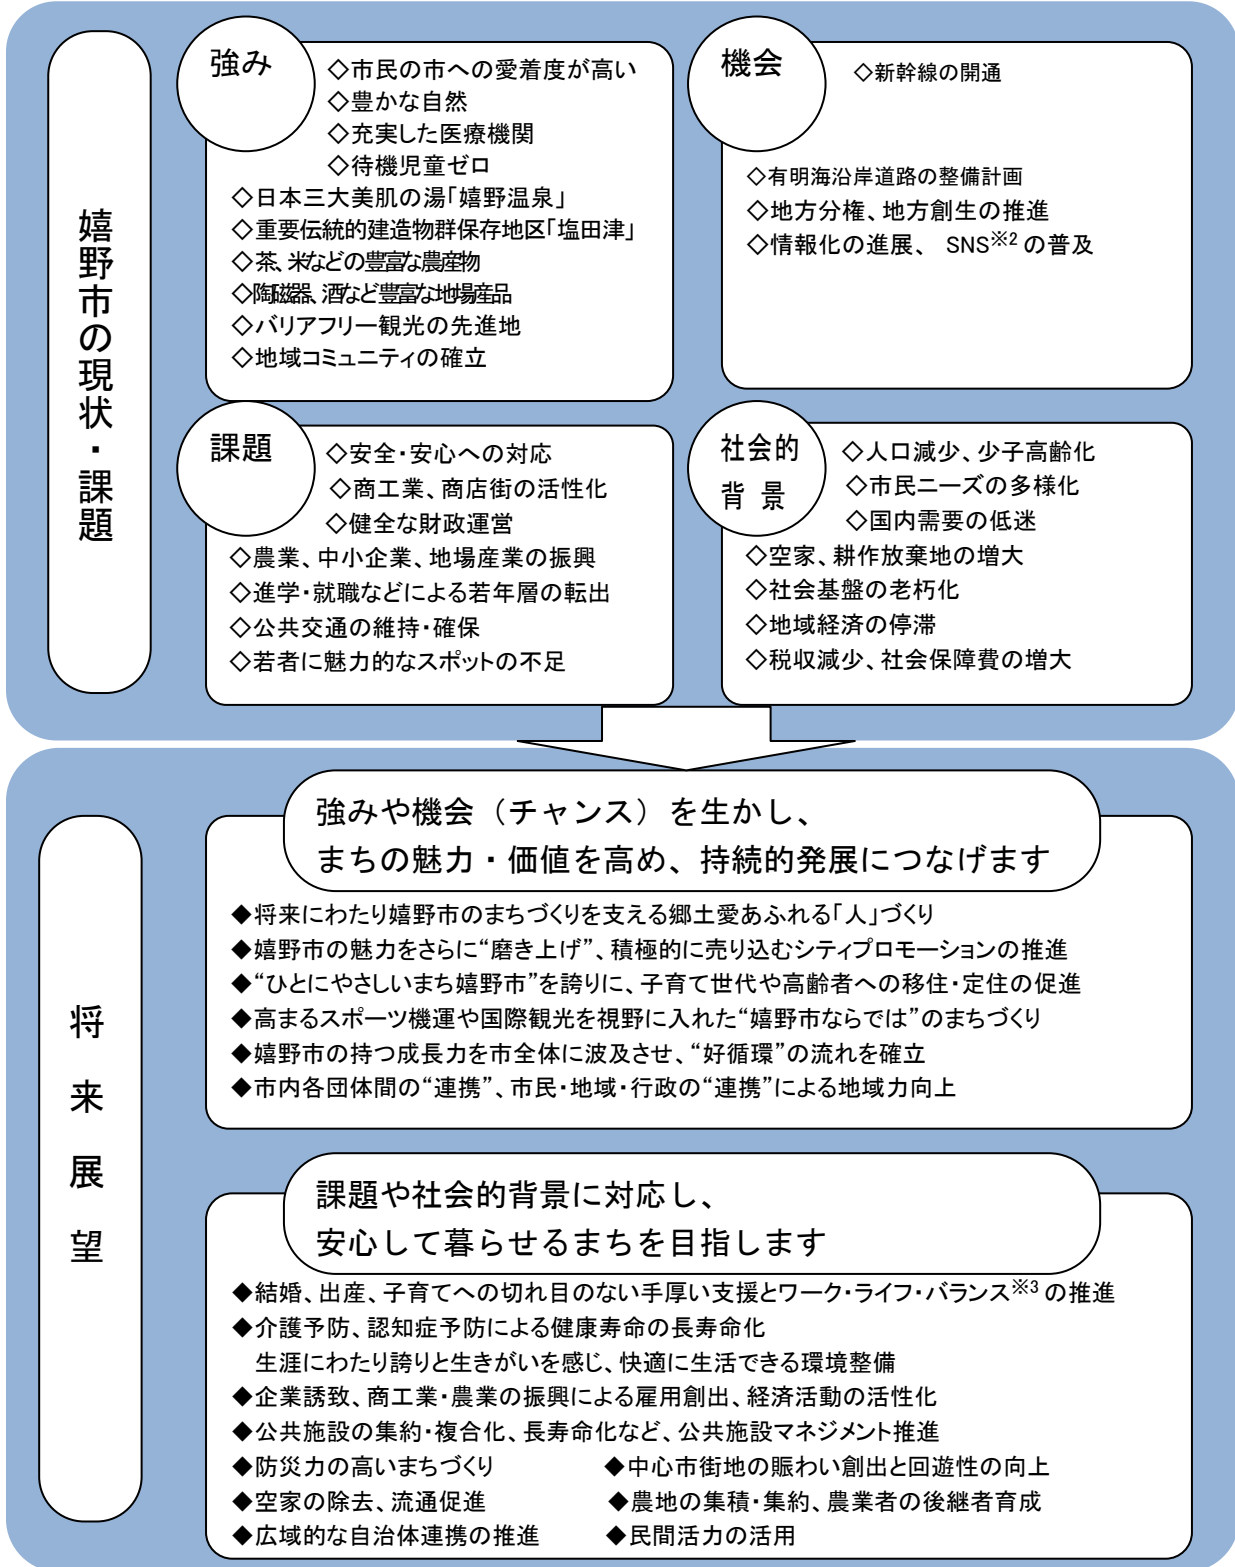 嬉野市の現状・課題
強み
◇市民の市への愛着度が高い
◇豊かな自然
◇充実した医療機関
◇待機児童ゼロ
◇日本三大美肌の湯「嬉野温泉」
◇重要伝統的建造物群保存地区「塩田津」
◇茶、米などの豊富な農産物
◇陶磁器、酒など豊富な地場産品
◇バリアフリー観光の先進地
◇地域コミュニティの確立
機会
◇新幹線の開通
◇有明海沿岸道路の整備計画
◇地方分権、地方創生の推進
◇情報化の進展、 SNS※2 の普及
課題
◇安全・安心への対応
◇商工業、商店街の活性化
◇健全な財政運営
◇農業、中小企業、地場産業の振興
◇進学・就職などによる若年層の転出
◇公共交通の維持・確保
◇若者に魅力的なスポットの不足
社会的
背 景
◇人口減少、少子高齢化
◇市民ニーズの多様化
◇国内需要の低迷
◇空家、耕作放棄地の増大
◇社会基盤の老朽化
◇地域経済の停滞
◇税収減少、社会保障費の増大
将来展望
強みや機会（チャンス）を生かし、
まちの魅力・価値を高め、持続的発展につなげます
◆将来にわたり嬉野市のまちづくりを支える郷土愛あふれる「人」づくり
◆嬉野市の魅力をさらに“磨き上げ”、積極的に売り込むシティプロモーションの推進
◆“ひとにやさしいまち嬉野市”を誇りに、子育て世代や高齢者への移住・定住の促進
◆高まるスポーツ機運や国際観光を視野に入れた“嬉野市ならでは”のまちづくり
◆嬉野市の持つ成長力を市全体に波及させ、“好循環”の流れを確立
◆市内各団体間の“連携”、市民・地域・行政の“連携”による地域力向上
課題や社会的背景に対応し、
安心して暮らせるまちを目指します
◆結婚、出産、子育てへの切れ目のない手厚い支援とワーク・ライフ・バランス※3 の推進
◆介護予防、認知症予防による健康寿命の長寿命化
生涯にわたり誇りと生きがいを感じ、快適に生活できる環境整備
◆企業誘致、商工業・農業の振興による雇用創出、経済活動の活性化
◆公共施設の集約・複合化、長寿命化など、公共施設マネジメント推進
◆防災力の高いまちづくり ◆中心市街地の賑わい創出と回遊性の向上
◆空家の除去、流通促進 ◆農地の集積・集約、農業者の後継者育成
◆広域的な自治体連携の推進 ◆民間活力の活用